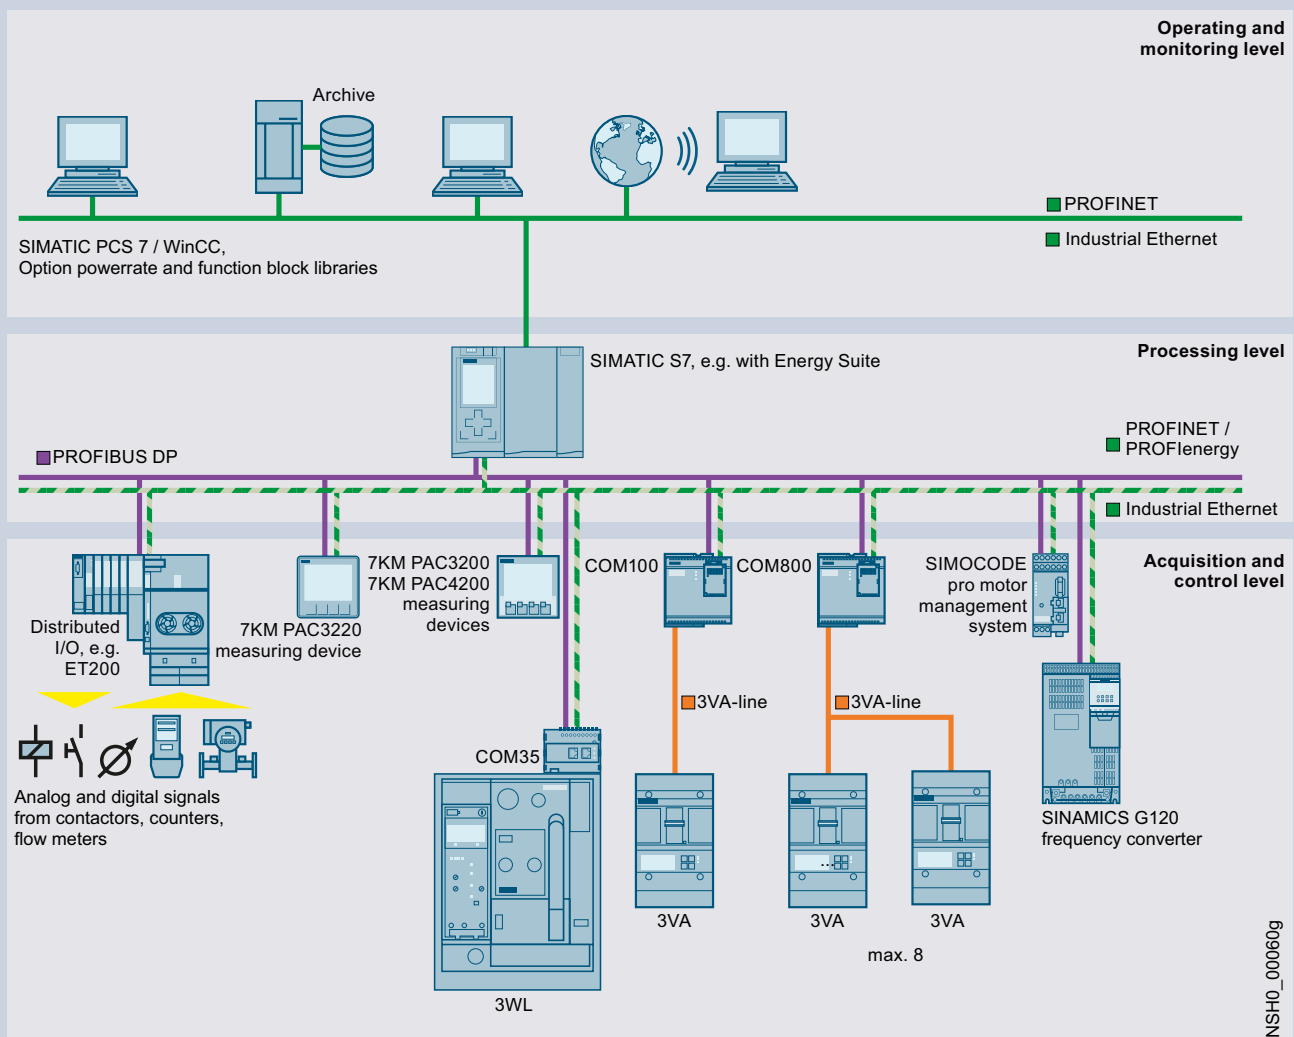 Operating and
monitoring level
Archive
PROFINET
Industrial Ethernet
SIMATIC PCS 7 / WinCC,
Option powerrate and function block libraries
Processing level
SIMATIC S7, e.g. with Energy Suite
PROFIBUS DP
PROFINET /
PROFIenergy
Industrial Ethernet
Acquisition and
control level
Distributed
I/O, e.g.
ET200
7KM PAC3220
measuring device
7KM PAC3200
7KM PAC4200
measuring
devices
COM100
COM800
SIMOCODE
pro motor
management
system
3VA-line
3VA-line
COM35
Analog and digital signals
from contactors, counters,
flow meters
SINAMICS G120
frequency converter
3VA
3VA
3VA
max. 8
3WL
NSH0_00060g